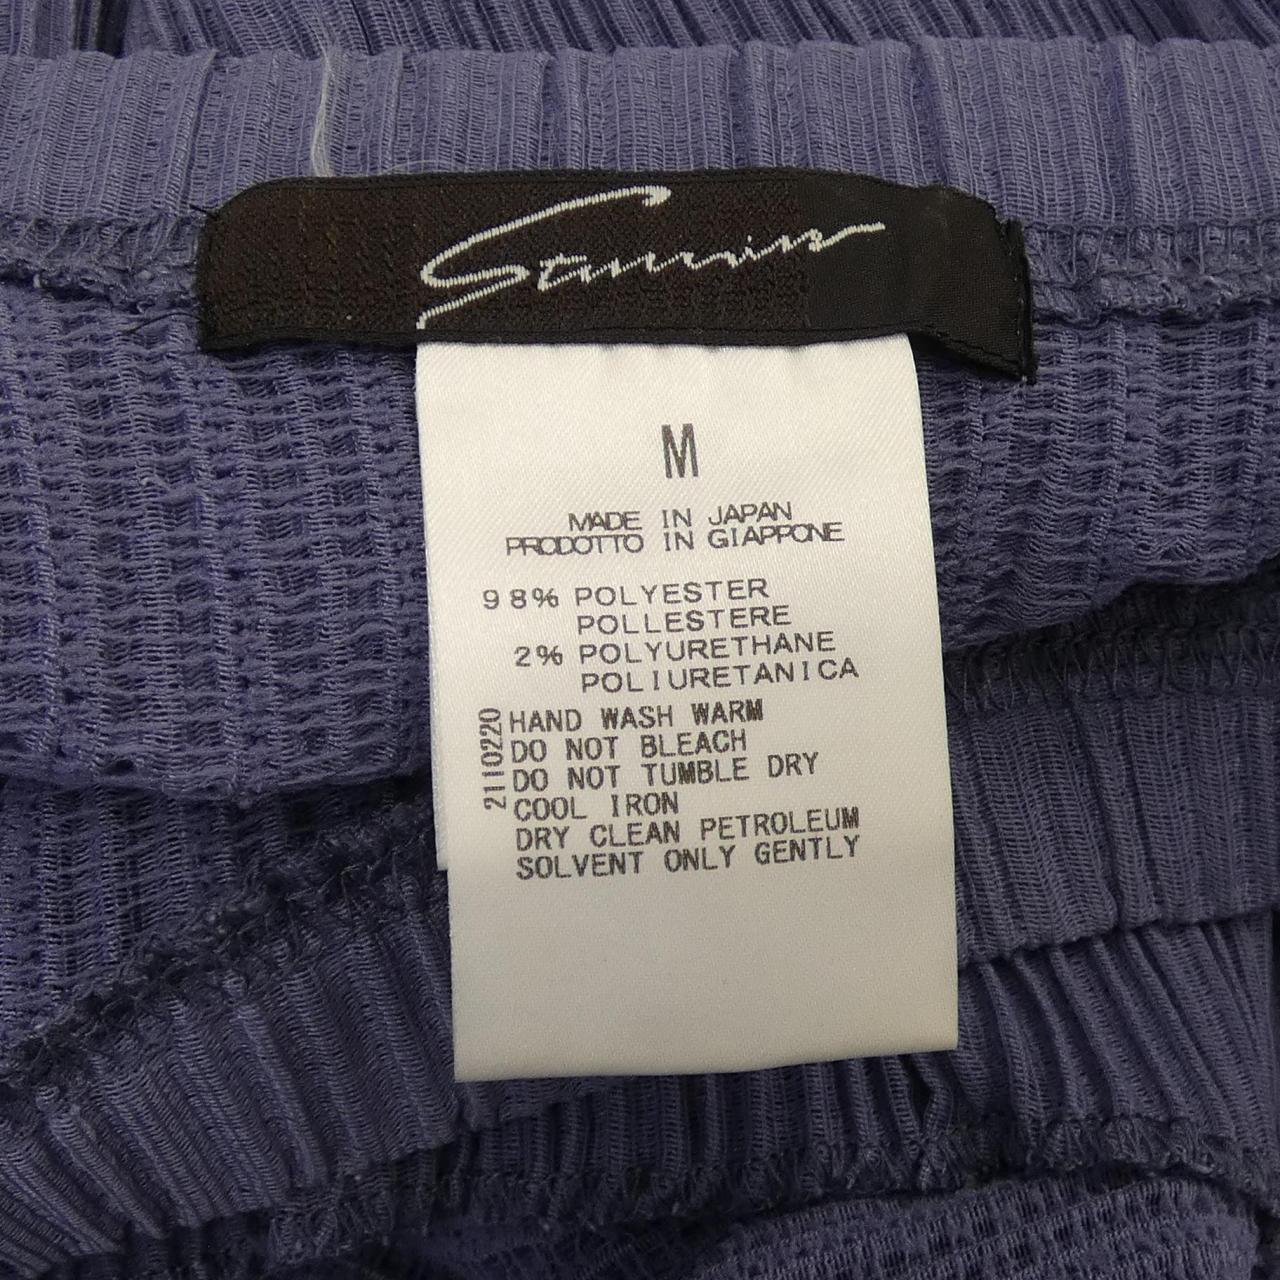 M
MADE IN JAPAN
PRODOTTO IN GIAPPONE
98% POLYESTER
POLLESTERE
2% POLYURETHANE
POLIURETANICA
2110220
HAND WASH WARM
DO NOT BLEACH
DO NOT TUMBLE DRY
COOL IRON
DRY CLEAN PETROLEUM
SOLVENT ONLY GENTLY